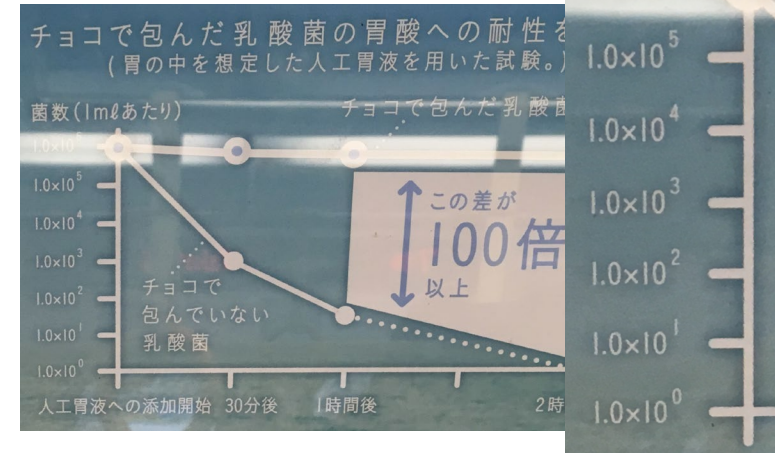 チョコで包んだ乳酸菌の胃酸への耐性を
(胃の中を想定した人工胃液を用いた試験。)
菌数(1mℓあたり)
チョコで包んだ乳酸菌
1.0×10⁵
1.0×10⁴
1.0×10³
1.0×10²
1.0×10¹
1.0×10⁰
この差が
100倍
以上
チョコで
包んでいない
乳酸菌
人工胃液への添加開始 30分後 1時間後 2時
1.0×10⁵
1.0×10⁴
1.0×10³
1.0×10²
1.0×10¹
1.0×10⁰